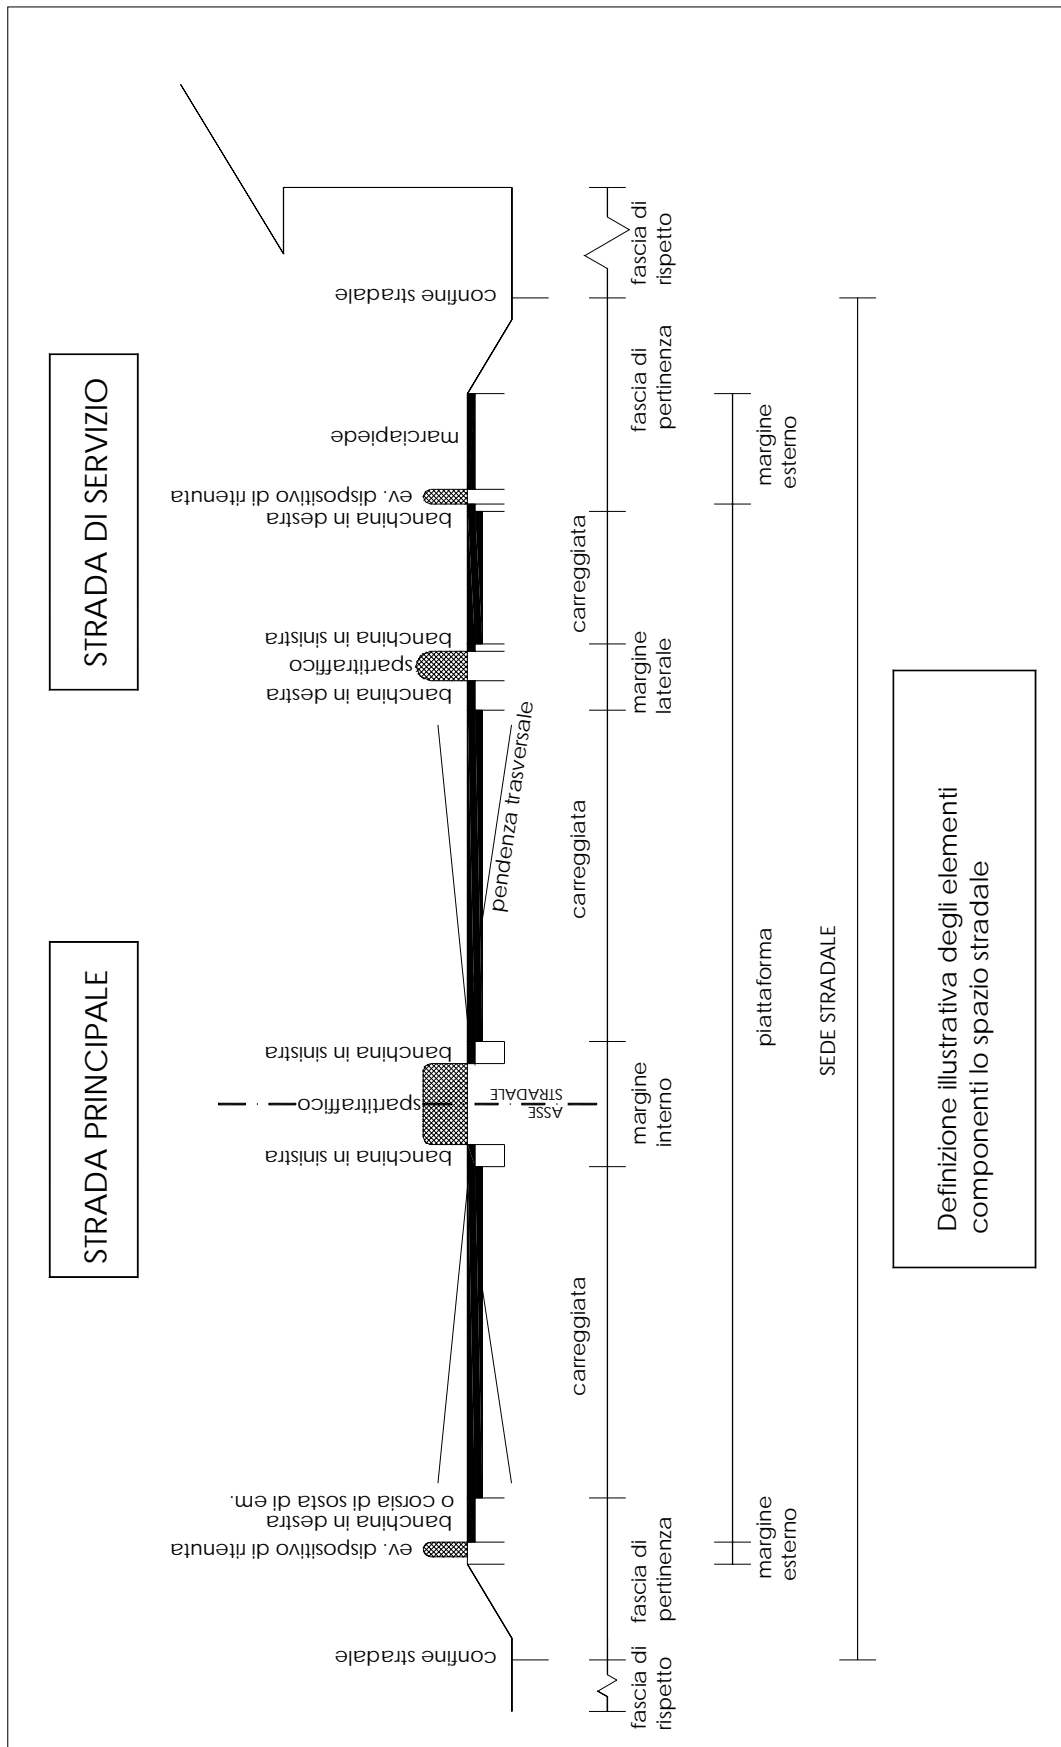 STRADA PRINCIPALE
STRADA DI SERVIZIO
confine stradale
ev. dispositivo di ritenuta
banchina in destra
o corsia di sosta di em.
banchina in sinistra
spartitraffico
banchina in sinistra
banchina in destra
spartitraffico
banchina in sinistra
banchina in destra
ev. dispositivo di ritenuta
marciapiede
confine stradale
ASSE
STRADALE
pendenza trasversale
carreggiata
carreggiata
carreggiata
fascia di
rispetto
fascia di
pertinenza
margine
interno
margine
laterale
fascia di
pertinenza
fascia di
rispetto
margine
esterno
piattaforma
margine
esterno
SEDE STRADALE
Definizione illustrativa degli elementi
componenti lo spazio stradale